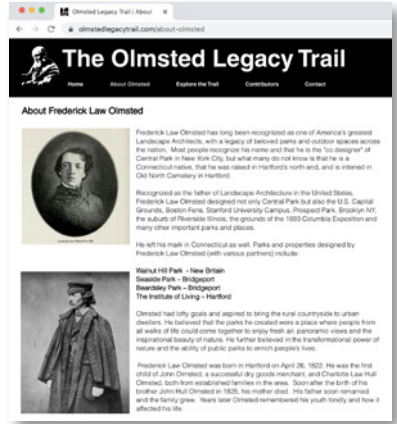 Olmsted Legacy Trail | About
olmstedlegacytrail.com/about-olmsted
The Olmsted Legacy Trail
Home About Olmsted Explore the Trail Contributors Contact
About Frederick Law Olmsted
Frederick Law Olmsted has long been recognized as one of America's greatest
Landscape Architects, with a legacy of beloved parks and outdoor spaces across
the nation. Most people recognize his name and that he is the "co designer" of
Central Park in New York City, but what many do not know is that he is a
Connecticut native, that he was raised in Hartford's north end, and is interred in
Old North Cemetery in Hartford.
Recognized as the father of Landscape Architecture in the United States,
Frederick Law Olmsted designed not only Central Park but also the U.S. Capital
Grounds, Boston Fens, Stanford University Campus, Prospect Park, Brooklyn NY,
the suburb of Riverside Illinois, the grounds of the 1893 Columbia Exposition and
many other important parks and places.
He left his mark in Connecticut as well. Parks and properties designed by
Frederick Law Olmsted (with various partners) include:
Walnut Hill Park - New Britain
Seaside Park – Bridgeport
Beardsley Park – Bridgeport
The Institute of Living – Hartford
Olmsted had lofty goals and aspired to bring the rural countryside to urban
dwellers. He believed that the parks he created were a place where people from
all walks of life could come together to enjoy fresh air, panoramic views and the
inspirational beauty of nature. He further believed in the transformational power of
nature and the ability of public parks to enrich people's lives.
Frederick Law Olmsted was born in Hartford on April 26, 1822. He was the first
child of John Olmsted, a successful dry goods merchant, and Charlotte Law Hull
Olmsted, both from established families in the area. Soon after the birth of his
brother John Hull Olmsted in 1825, his mother died. His father soon remarried
and the family grew. Years later Olmsted remembered his youth fondly and how it
affected his life: